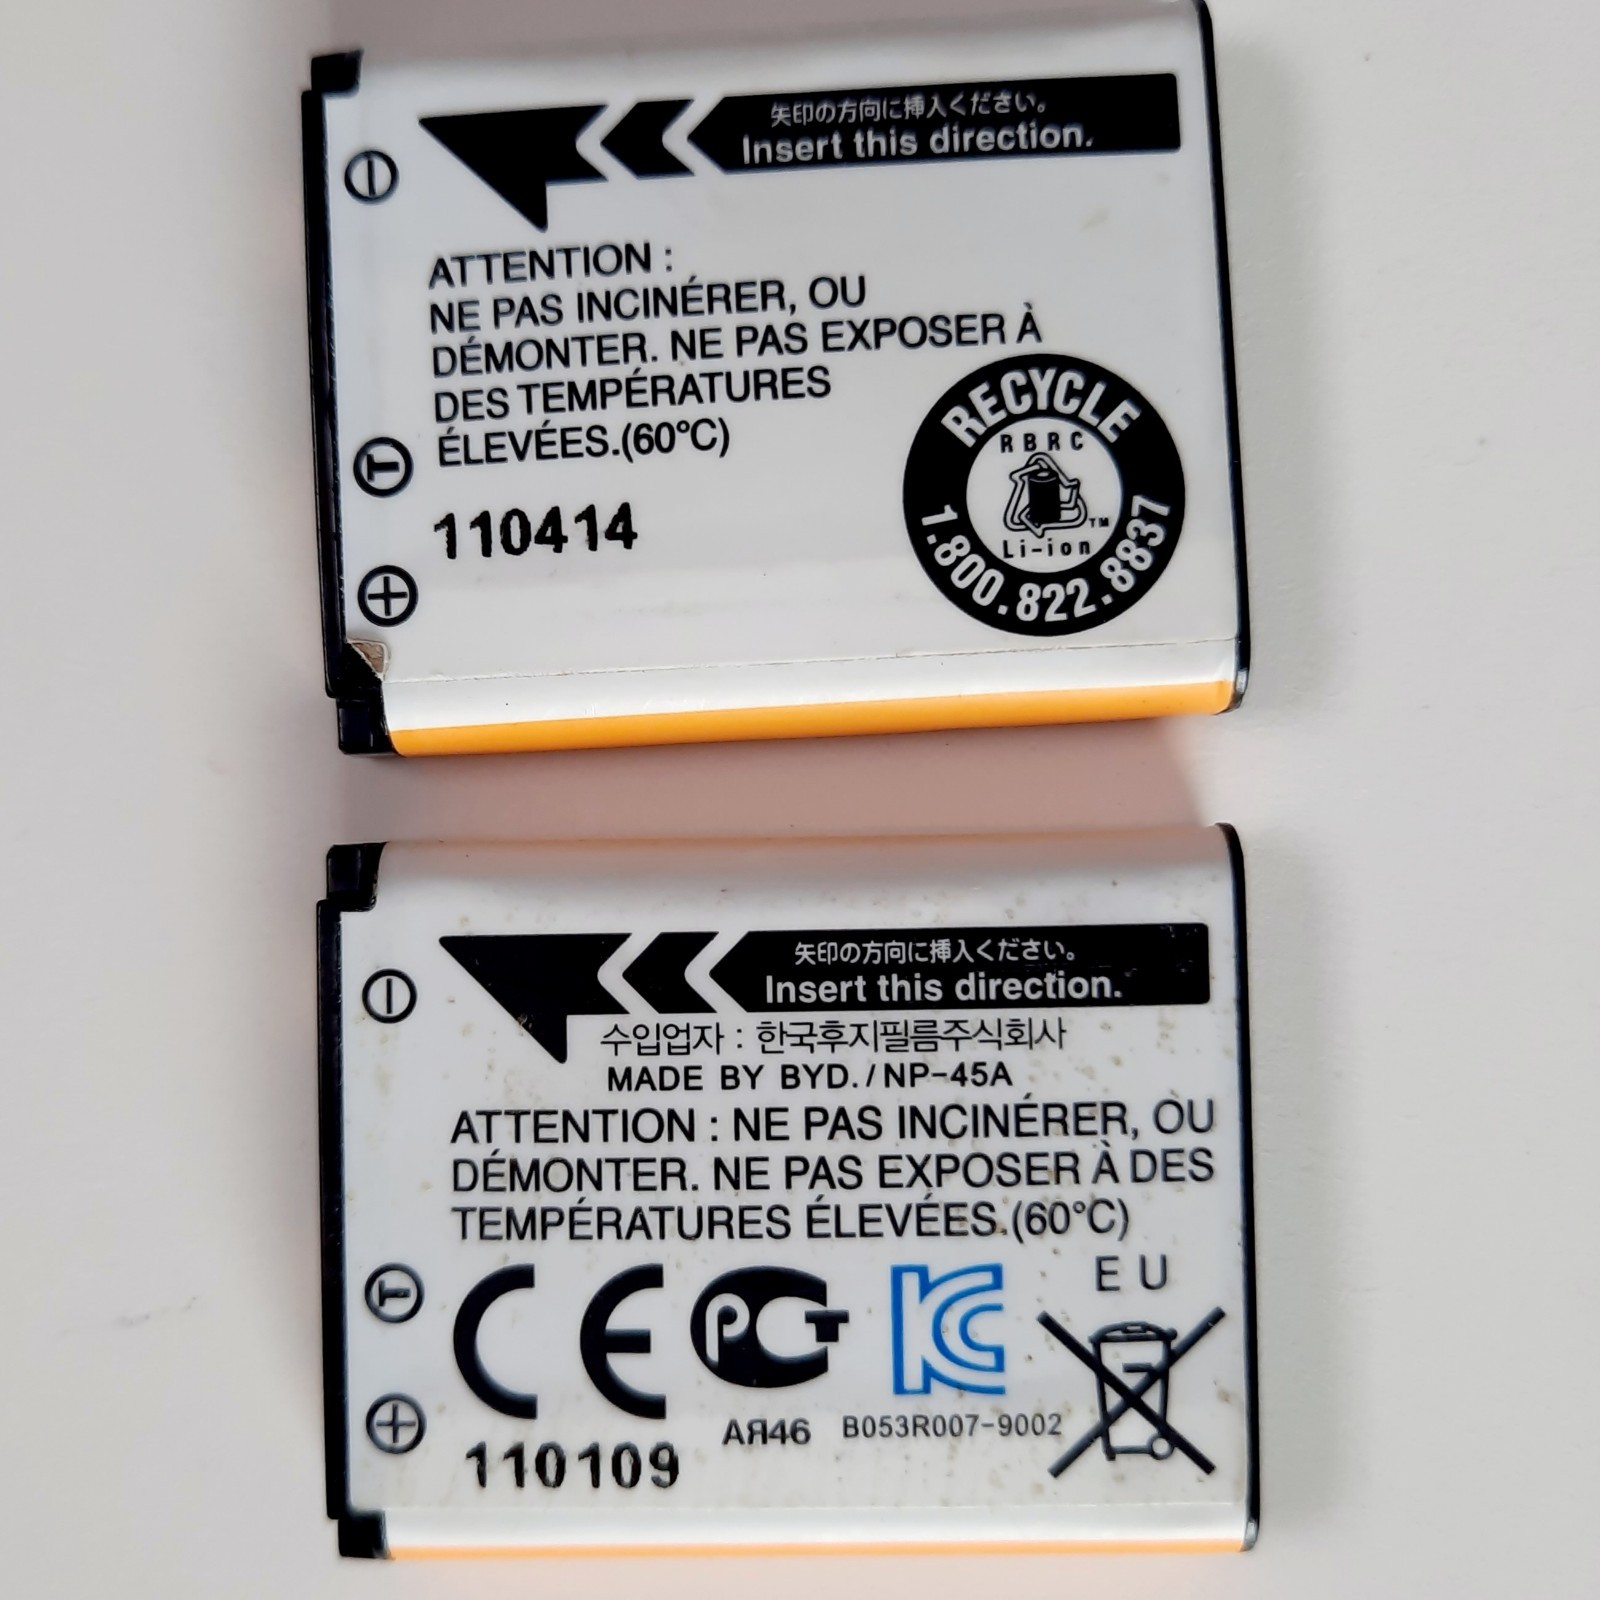 矢印の方向に挿入ください。
Insert this direction.
ATTENTION :
NE PAS INCINÉRER, OU
DÉMONTER. NE PAS EXPOSER À
DES TEMPÉRATURES
ÉLEVÉES.(60°C)
110414
RECYCLE
RBRC
TM
Li-ion
1.800.822.8837
矢印の方向に挿入ください。
Insert this direction.
수입업자 : 한국후지필름주식회사
MADE BY BYD./NP-45A
ATTENTION : NE PAS INCINÉRER, OU
DÉMONTER. NE PAS EXPOSER À DES
TEMPÉRATURES ÉLEVÉES.(60°C)
CE PCT KC EU
АЯ46 B053R007-9002
110109